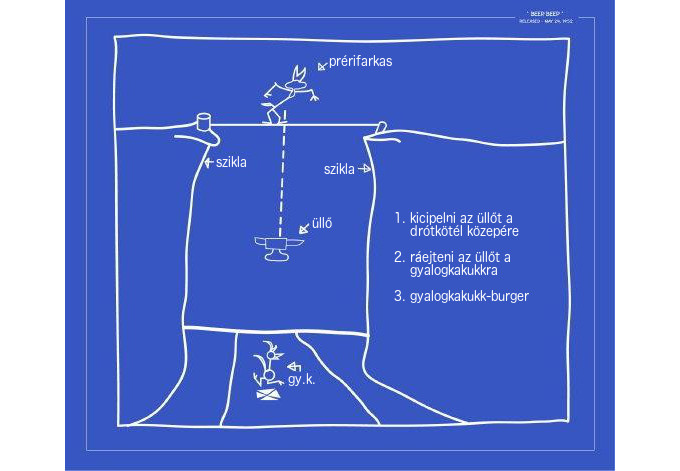 " BEEP BEEP "
RELEASED - MAY 24, 1952
prérifarkas
szikla
szikla
üllő
1. kicipelni az üllőt a
drótkötél közepére
2. ráejteni az üllőt a
gyalogkakukkra
3. gyalogkakukk-burger
gy.k.